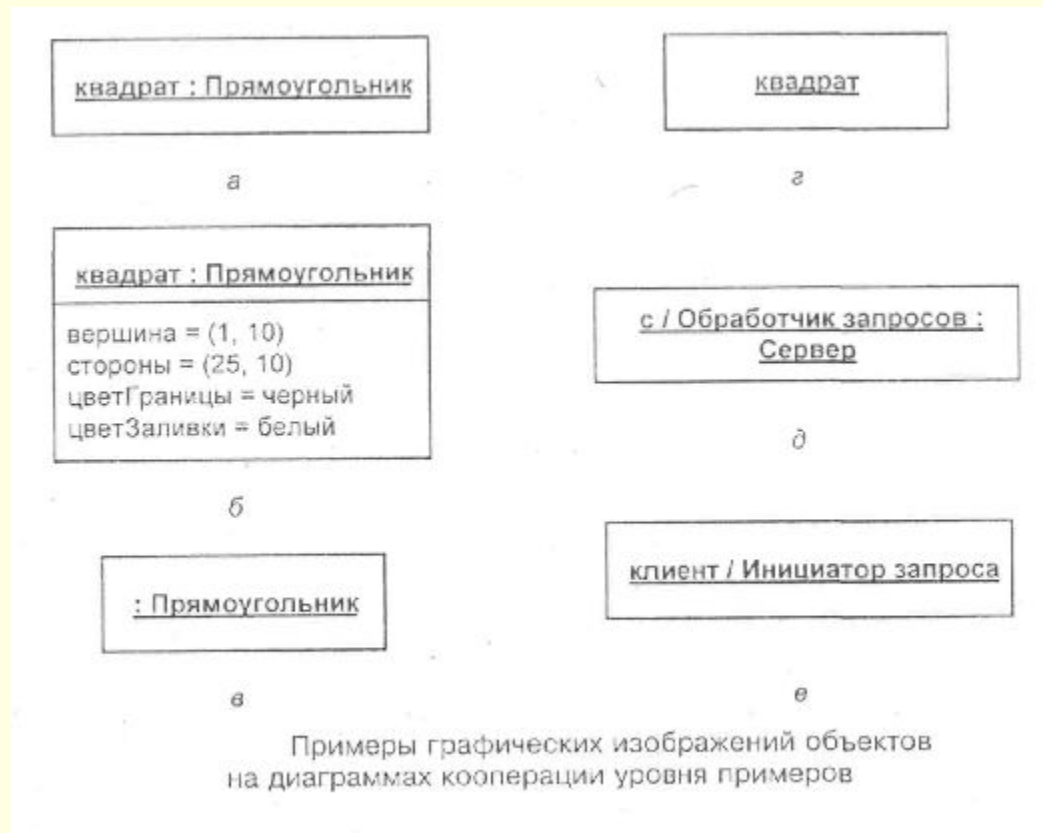 квадрат : Прямоугольник
а
квадрат : Прямоугольник
вершина = (1, 10)
стороны = (25, 10)
цветГраницы = черный
цветЗаливки = белый
б
: Прямоугольник
в
квадрат
г
с / Обработчик запросов :
Сервер
д
клиент / Инициатор запроса
е
Примеры графических изображений объектов
на диаграммах кооперации уровня примеров